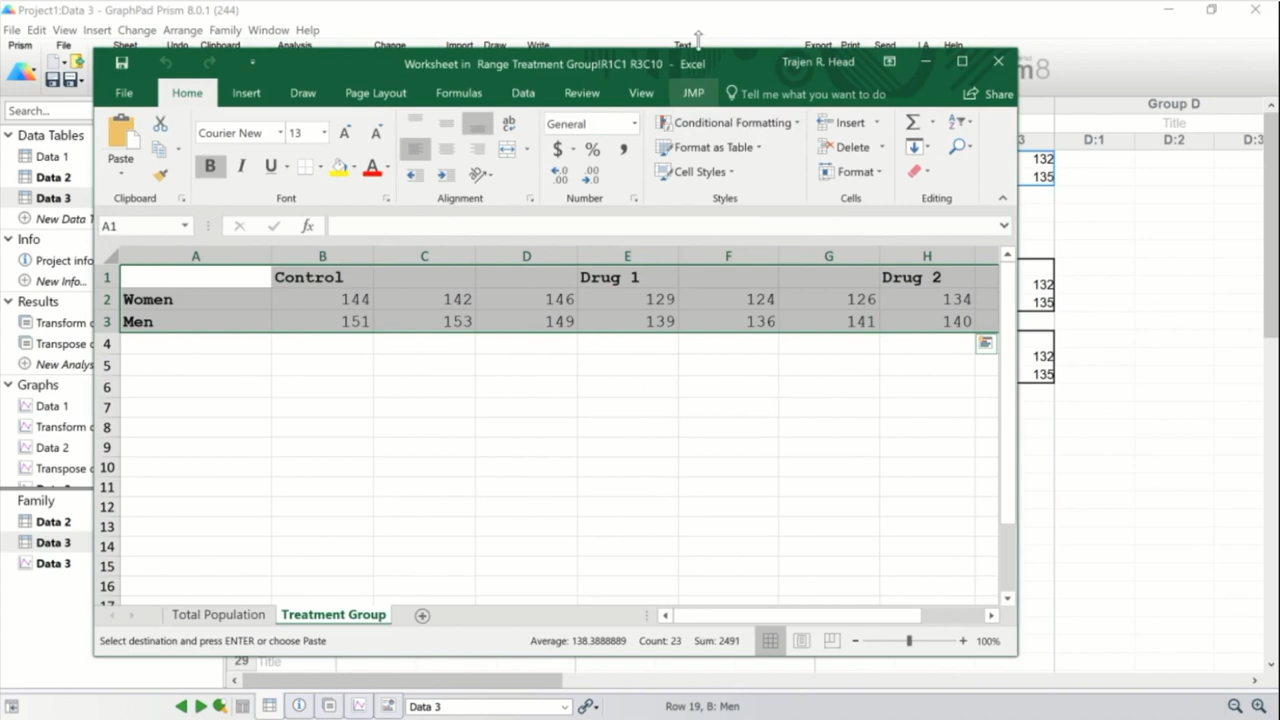 Project1:Data 3 - GraphPad Prism 8.0.1 (244)
File Edit View Insert Change Arrange Family Window Help
Prism File Sheet Undo Clipboard Analysis Change Import Draw Write Text Export Print Send LA Help
Worksheet in Range Treatment Group!R1C1 R3C10 - Excel Trajen R. Head
m8
File Home Insert Draw Page Layout Formulas Data Review View JMP Tell me what you want to do Share
Search...
Group D
Paste Courier New 13 General Conditional Formatting Insert
Title
Data Tables
Format as Table Delete
3 D:1 D:2 D:3
Data 1
B I U A $ % , Cell Styles Format
132
Data 2
135
Data 3
Clipboard Font Alignment Number Styles Cells Editing
New Data T
A1 fx
Info
Project info
A B C D E F G H
New Info...
1 Control Drug 1 Drug 2
2 Women 144 142 146 129 124 126 134
132
Results
135
3 Men 151 153 149 139 136 141 140
Transform o
Transpose o
4
132
New Analys
5
135
Graphs
6
Data 1
7
Transform o
8
Data 2
9
Transpose o
10
11
Family
12
Data 2
13
Data 3
14
Data 3
15
16
Total Population Treatment Group
Select destination and press ENTER or choose Paste Average: 138.3888889 Count: 23 Sum: 2491 100%
29 Title
Data 3 Row 19, B: Men